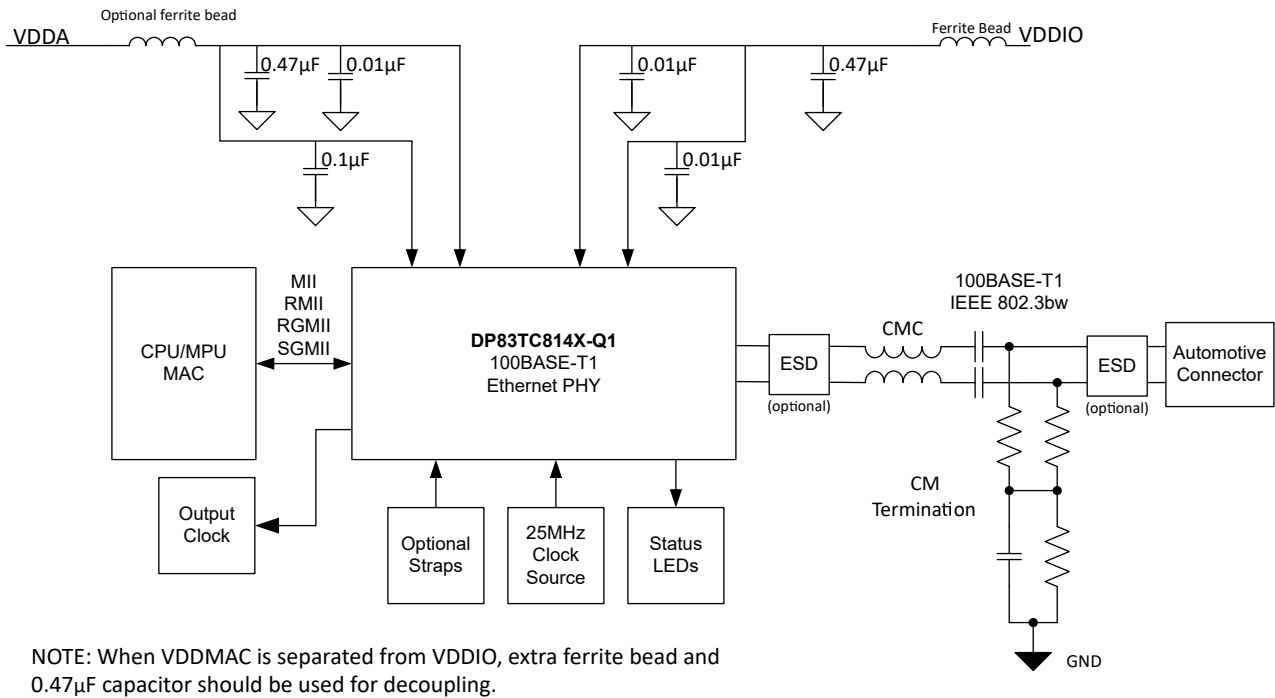 Optional ferrite bead
VDDA
Ferrite Bead
VDDIO
0.47µF
0.01µF
0.01µF
0.47µF
0.1µF
0.01µF
MII
RMII
RGMII
SGMII
CPU/MPU
MAC
DP83TC814X-Q1
100BASE-T1
Ethernet PHY
100BASE-T1
IEEE 802.3bw
CMC
ESD
(optional)
ESD
(optional)
Automotive
Connector
CM
Termination
Output
Clock
Optional
Straps
25MHz
Clock
Source
Status
LEDs
GND
NOTE: When VDDMAC is separated from VDDIO, extra ferrite bead and
0.47µF capacitor should be used for decoupling.